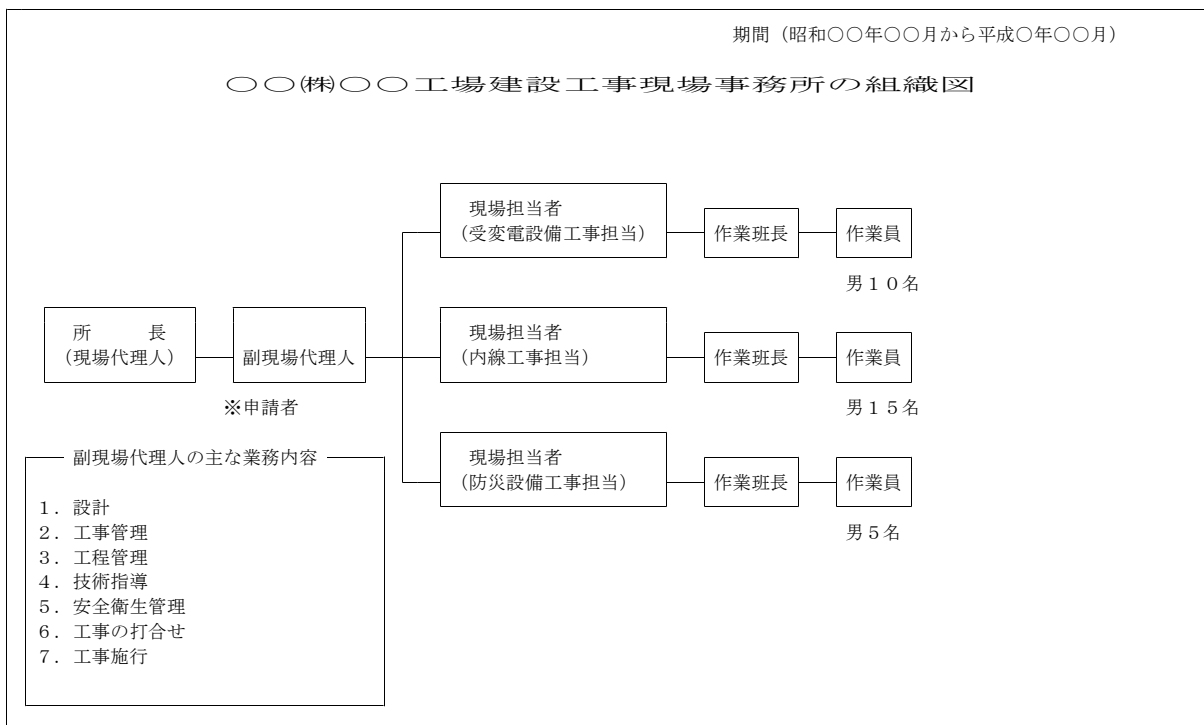 期間（昭和○○年○○月から平成○年○○月）
○○㈱○○工場建設工事現場事務所の組織図
現場担当者
（受変電設備工事担当）
作業班長
作業員
男１０名
所　　　長
（現場代理人）
副現場代理人
※申請者
現場担当者
（内線工事担当）
作業班長
作業員
男１５名
現場担当者
（防災設備工事担当）
作業班長
作業員
男５名
副現場代理人の主な業務内容
１．設計
２．工事管理
３．工程管理
４．技術指導
５．安全衛生管理
６．工事の打合せ
７．工事施行